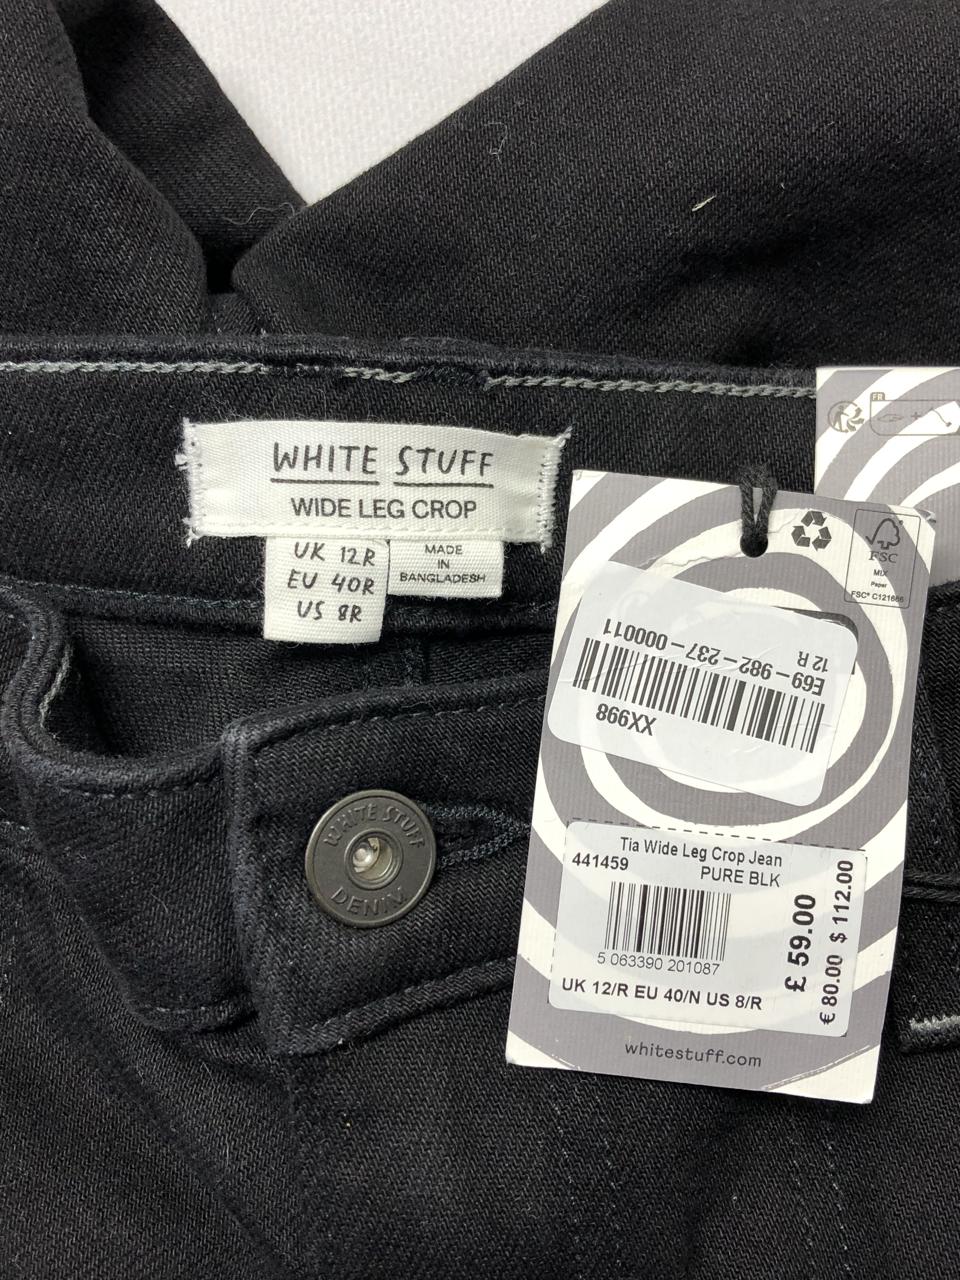 WHITE STUFF
WIDE LEG CROP
UK 12R
EU 40R
US 8R
MADE
IN
BANGLADESH
WHITE STUFF
DENIM
FR
FSC
MIX
Paper
FSC® C121666
E69-982-237-000011
12 R
XX998
Tia Wide Leg Crop Jean
441459
PURE BLK
5 063390 201087
UK 12/R EU 40/N US 8/R
£ 59.00
€ 80.00 $ 112.00
whitestuff.com